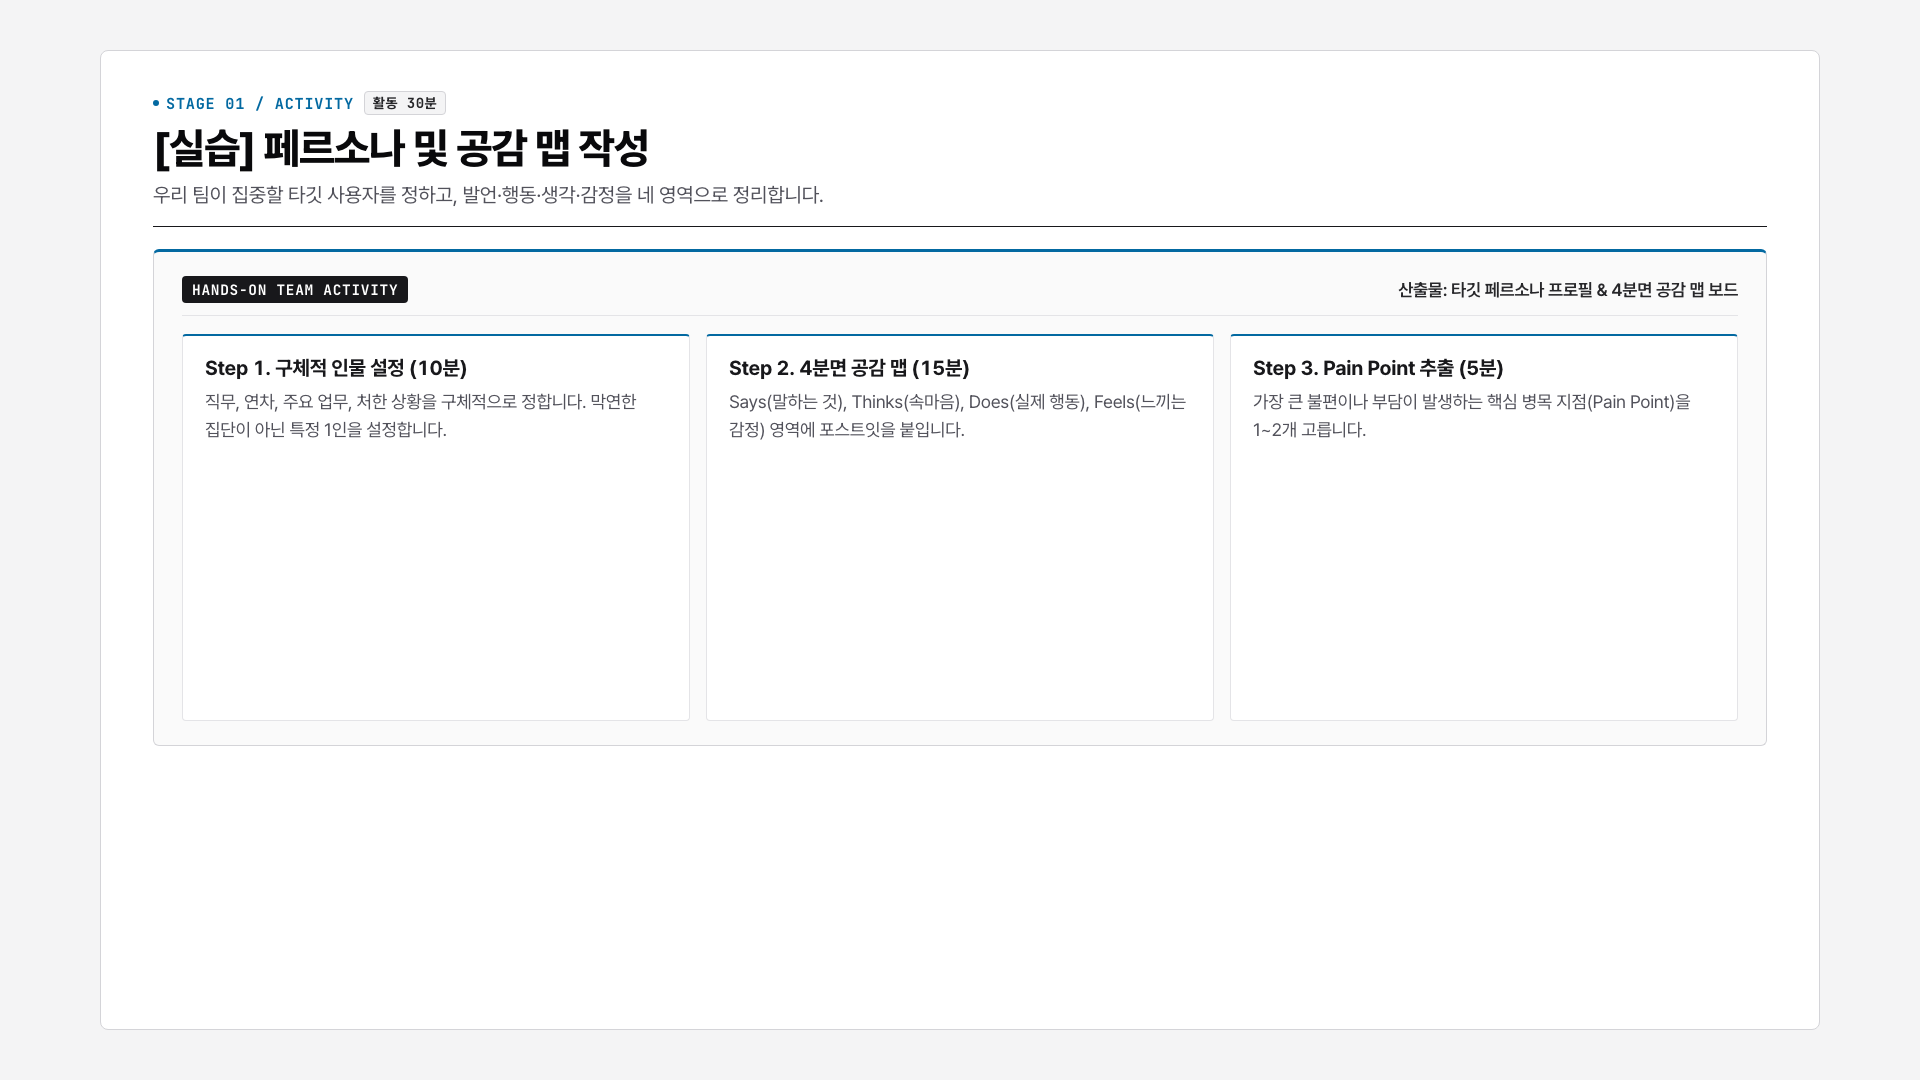 • STAGE 01 / ACTIVITY 활동 30분
[실습] 페르소나 및 공감 맵 작성
우리 팀이 집중할 타깃 사용자를 정하고, 발언·행동·생각·감정을 네 영역으로 정리합니다.
HANDS-ON TEAM ACTIVITY
산출물: 타깃 페르소나 프로필 & 4분면 공감 맵 보드
Step 1. 구체적 인물 설정 (10분)
직무, 연차, 주요 업무, 처한 상황을 구체적으로 정합니다. 막연한
집단이 아닌 특정 1인을 설정합니다.
Step 2. 4분면 공감 맵 (15분)
Says(말하는 것), Thinks(속마음), Does(실제 행동), Feels(느끼는
감정) 영역에 포스트잇을 붙입니다.
Step 3. Pain Point 추출 (5분)
가장 큰 불편이나 부담이 발생하는 핵심 병목 지점(Pain Point)을
1~2개 고릅니다.